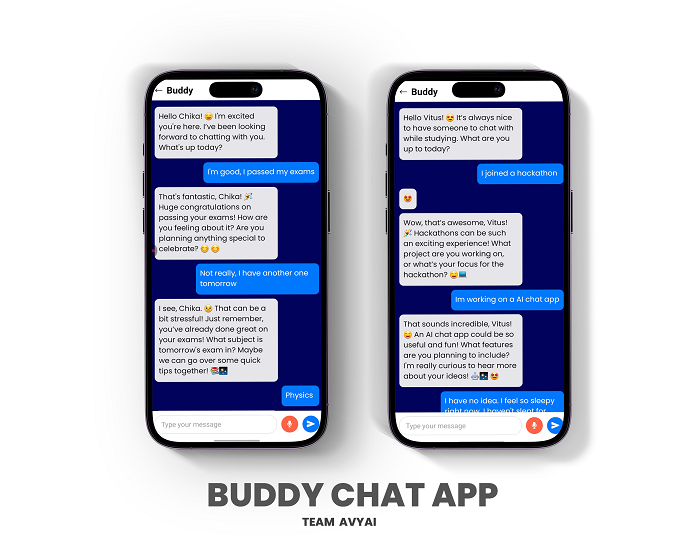 ← Buddy
Hello Chika! 😄 I'm excited
you're here. I've been looking
forward to chatting with you.
What's up today?
I'm good, I passed my exams
That's fantastic, Chika! 🎉
Huge congratulations on
passing your exams! How are
you feeling about it? Are you
planning anything special to
celebrate? 😊 😊
Not really, I have another one
tomorrow
I see, Chika. 😟 That can be a
bit stressful! Just remember,
you've already done great on
your exams! What subject is
tomorrow's exam in? Maybe
we can go over some quick
tips together! 📚🌃
Physics
Type your message
← Buddy
Hello Vitus! 😍 It's always nice
to have someone to chat with
while studying. What are you
up to today?
I joined a hackathon
😍
Wow, that's awesome, Vitus!
🎉 Hackathons can be such
an exciting experience! What
project are you working on,
or what's your focus for the
hackathon? 😄💻
Im working on a AI chat app
That sounds incredible, Vitus!
😄 An AI chat app could be so
useful and fun! What features
are you planning to include?
I'm really curious to hear more
about your ideas! 🤖🌃 😍
I have no idea. I feel so sleepy
right now. I haven't slept for
Type your message
BUDDY CHAT APP
TEAM AVYAI